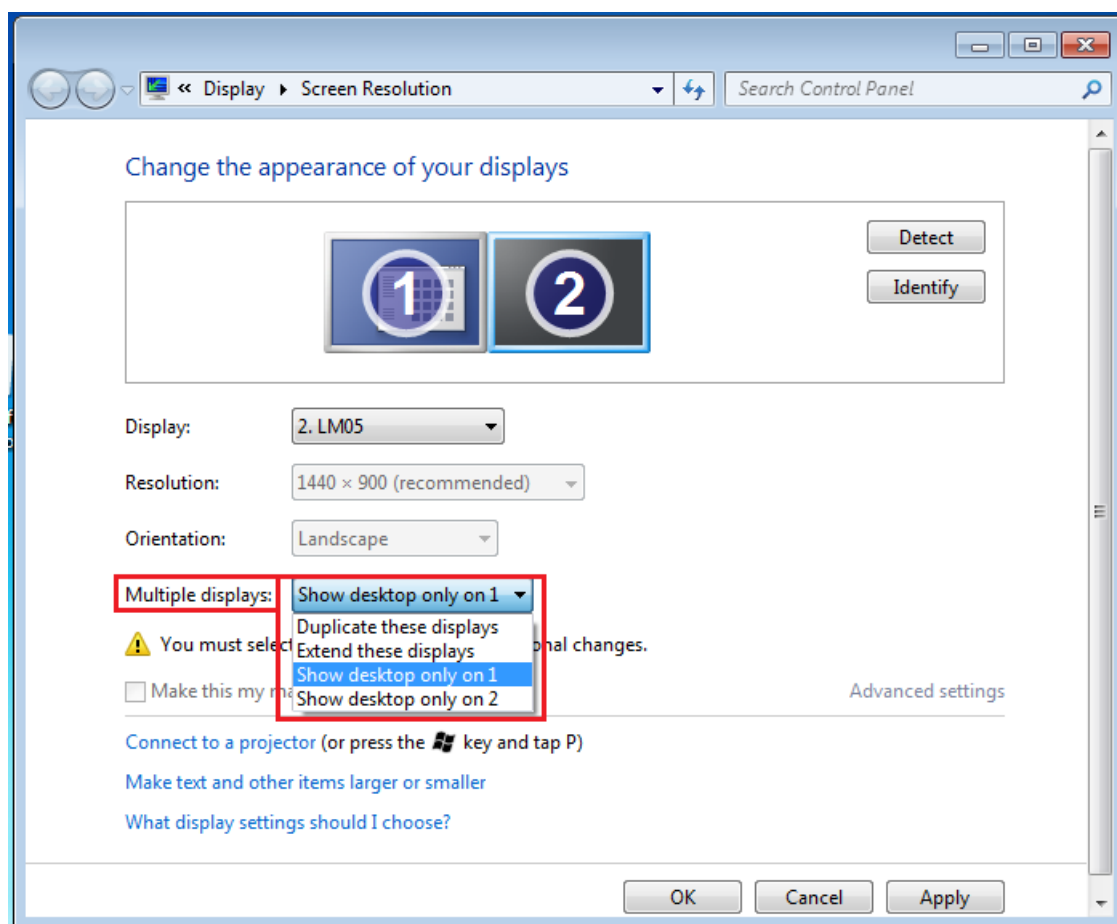 « Display ▸ Screen Resolution
Search Control Panel
Change the appearance of your displays
1
2
Detect
Identify
Display: 2. LM05
Resolution: 1440 × 900 (recommended)
Orientation: Landscape
Multiple displays: Show desktop only on 1
Duplicate these displays
You must select onal changes.
Extend these displays
Show desktop only on 1
Make this my ma
Show desktop only on 2
Advanced settings
Connect to a projector (or press the key and tap P)
Make text and other items larger or smaller
What display settings should I choose?
OK Cancel Apply